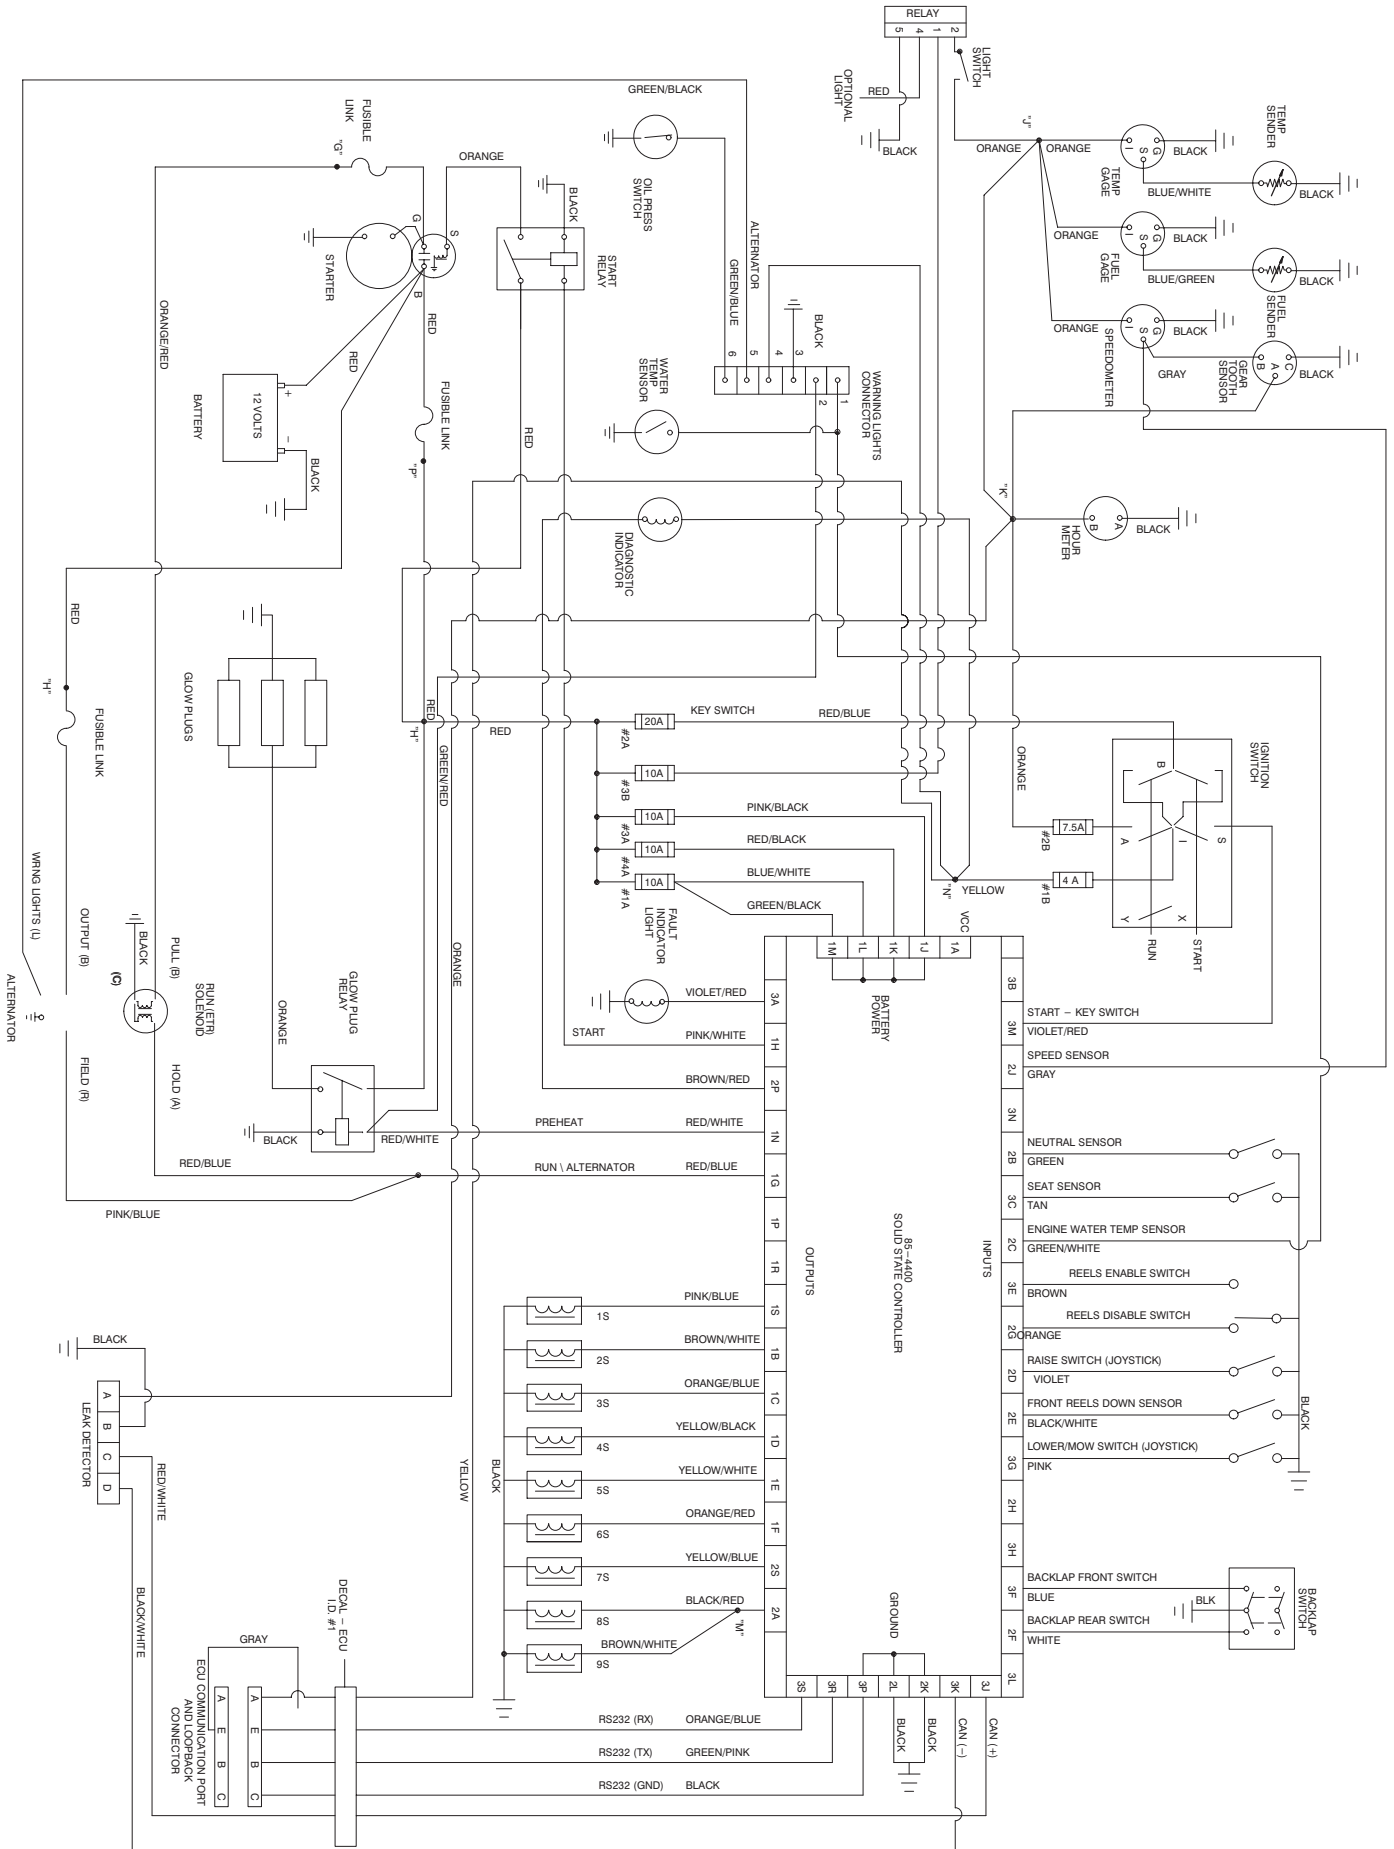 RELAY
5
4
1
2
LIGHT
SWITCH
OPTIONAL
LIGHT
RED
BLACK
"J"
ORANGE
ORANGE
I
S
G
TEMP
GAGE
BLACK
TEMP
SENDER
BLUE/WHITE
BLACK
ORANGE
I
S
G
FUEL
GAGE
BLACK
BLUE/GREEN
FUEL
SENDER
BLACK
ORANGE
I
S
G
SPEEDOMETER
BLACK
GRAY
GEAR
TOOTH
SENSOR
B
A
C
BLACK
"K"
B
A
HOUR
METER
BLACK
GREEN/BLACK
OIL PRESS
SWITCH
GREEN/BLUE
ALTERNATOR
BLACK
6
5
4
3
2
1
WARNING LIGHTS
CONNECTOR
WATER
TEMP
SENSOR
DIAGNOSTIC
INDICATOR
FUSIBLE
LINK
"G"
ORANGE
BLACK
START
RELAY
G
S
B
STARTER
RED
RED
ORANGE/RED
FUSIBLE LINK
"P"
RED
12 VOLTS
+
-
BATTERY
BLACK
RED
"H"
FUSIBLE LINK
GLOW PLUGS
RED
"H"
RED
GREEN/RED
20A
#2A
KEY SWITCH
RED/BLUE
10A
#3B
10A
#3A
PINK/BLACK
10A
#4A
RED/BLACK
10A
#1A
BLUE/WHITE
GREEN/BLACK
ORANGE
IGNITION
SWITCH
B
A
I
S
Y
X
RUN
START
7.5A
#2B
4 A
#1B
YELLOW
"N"
VCC
FAULT
INDICATOR
LIGHT
1M
1L
1K
1J
1A
BATTERY
POWER
WRNG LIGHTS (L)
OUTPUT (B)
ALTERNATOR
FIELD (R)
BLACK
(C)
PULL (B)
RUN (ETR)
SOLENOID
HOLD (A)
ORANGE
GLOW PLUG
RELAY
ORANGE
BLACK
RED/WHITE
RED/BLUE
PINK/BLUE
VIOLET/RED
3A
START
PINK/WHITE
1H
BROWN/RED
2P
PREHEAT
RED/WHITE
1N
RUN \ ALTERNATOR
RED/BLUE
1G
1P
1R
OUTPUTS
85-4400
SOLID STATE CONTROLLER
INPUTS
PINK/BLUE
1S
1S
BROWN/WHITE
2S
1B
ORANGE/BLUE
3S
1C
YELLOW/BLACK
4S
1D
YELLOW/WHITE
5S
1E
ORANGE/RED
6S
1F
YELLOW/BLUE
7S
2S
BLACK/RED
8S
2A
"M"
BROWN/WHITE
9S
BLACK
YELLOW
3B
3M
START - KEY SWITCH
VIOLET/RED
2J
SPEED SENSOR
GRAY
3N
2B
NEUTRAL SENSOR
GREEN
3C
SEAT SENSOR
TAN
2C
ENGINE WATER TEMP SENSOR
GREEN/WHITE
3E
REELS ENABLE SWITCH
BROWN
2G
REELS DISABLE SWITCH
ORANGE
2D
RAISE SWITCH (JOYSTICK)
VIOLET
2E
FRONT REELS DOWN SENSOR
BLACK/WHITE
3G
LOWER/MOW SWITCH (JOYSTICK)
PINK
BLACK
2H
3H
3F
BACKLAP FRONT SWITCH
BLUE
2F
BACKLAP REAR SWITCH
WHITE
3L
BLK
BACKLAP
SWITCH
GROUND
3S
3R
3P
2L
2K
3K
3J
BLACK
BLACK
CAN (-)
CAN (+)
BLACK
A
B
C
D
LEAK DETECTOR
RED/WHITE
BLACK/WHITE
DECAL - ECU
I.D. #1
GRAY
ECU COMMUNICATION PORT
AND LOOPBACK
CONNECTOR
A
E
B
C
A
E
B
C
RS232 (RX)
ORANGE/BLUE
RS232 (TX)
GREEN/PINK
RS232 (GND)
BLACK